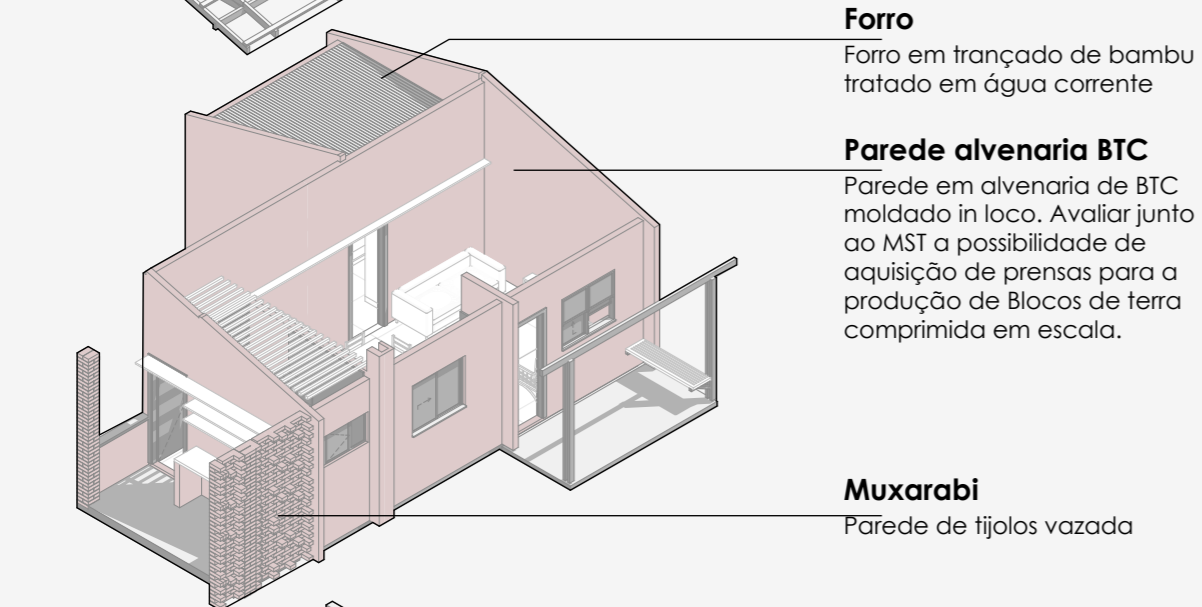 Forro
Forro em trançado de bambu
tratado em água corrente
Parede alvenaria BTC
Parede em alvenaria de BTC
moldado in loco. Avaliar junto
ao MST a possibilidade de
aquisição de prensas para a
produção de Blocos de terra
comprimida em escala.
Muxarabi
Parede de tijolos vazada